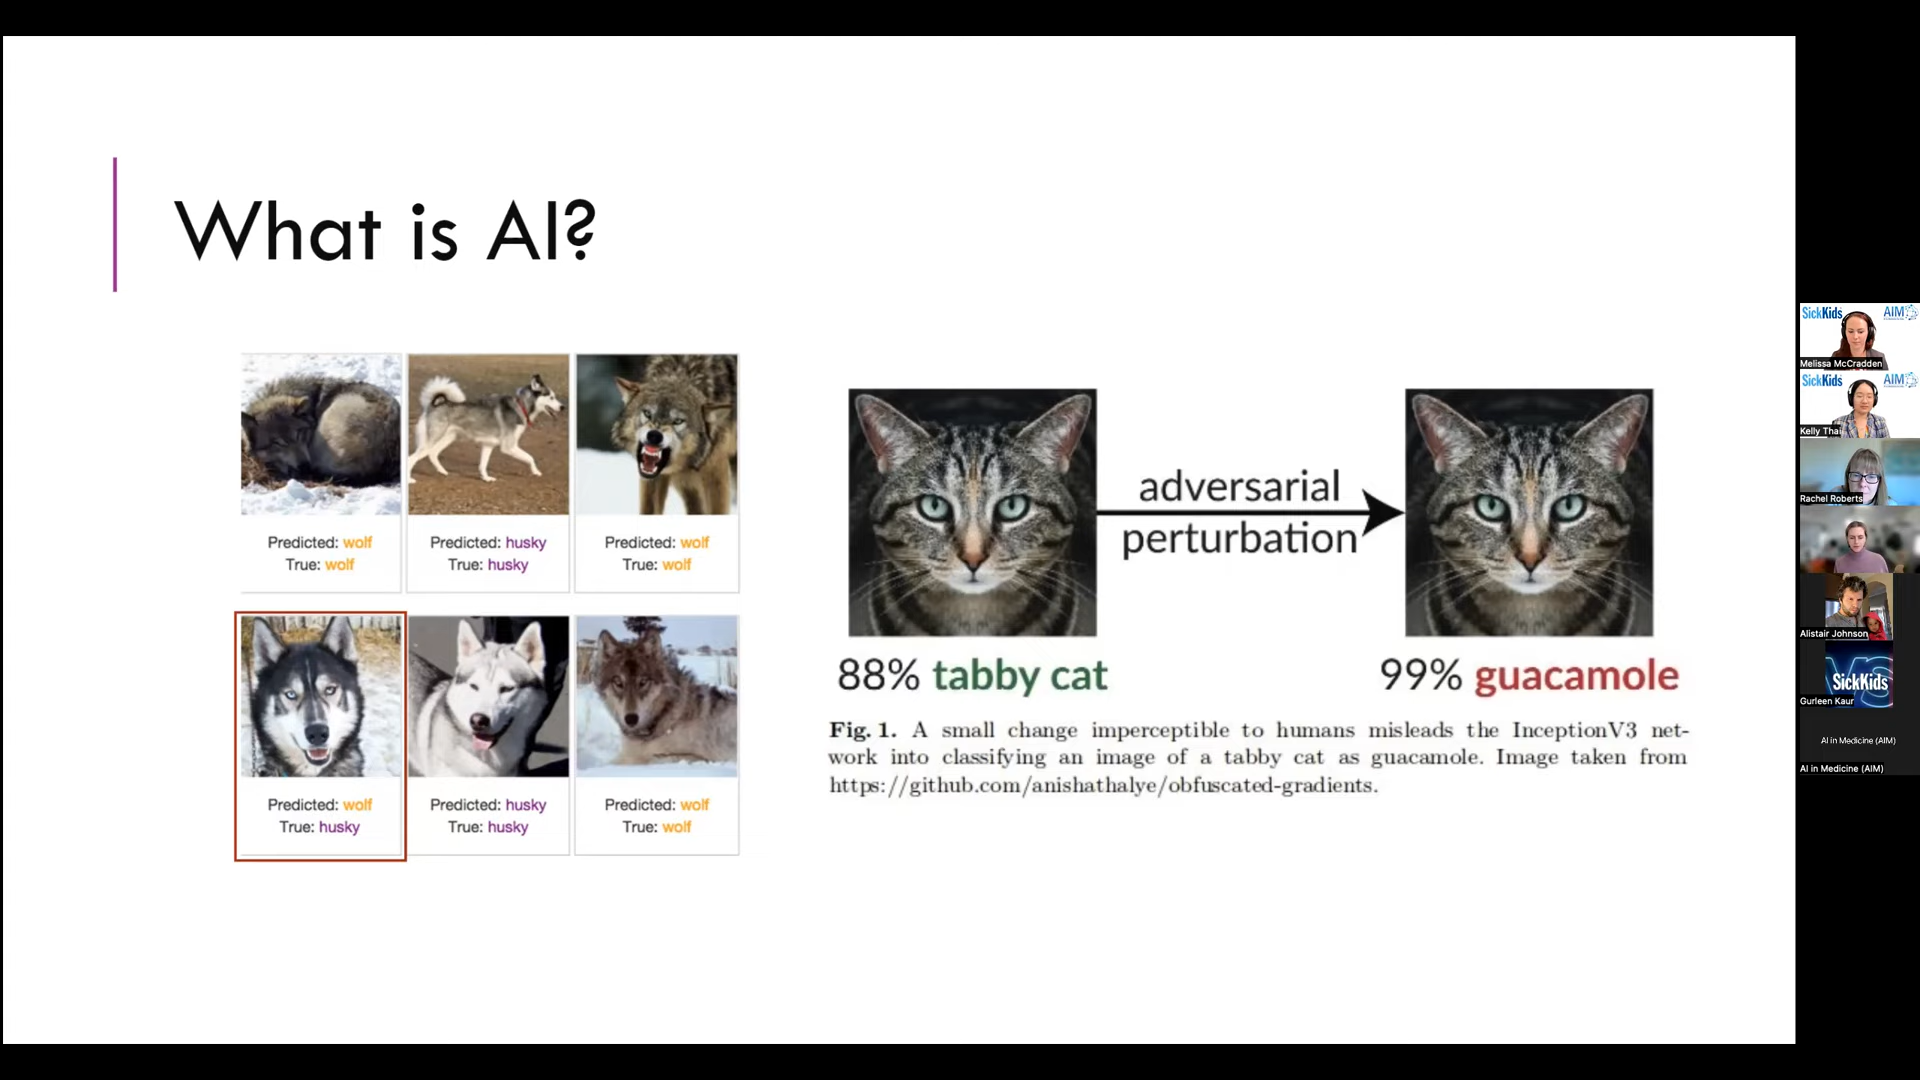 What is AI?
Predicted: wolf
True: wolf
Predicted: husky
True: husky
Predicted: wolf
True: wolf
Predicted: wolf
True: husky
Predicted: husky
True: husky
Predicted: wolf
True: wolf
adversarial
perturbation
88% tabby cat
99% guacamole
Fig. 1. A small change imperceptible to humans misleads the InceptionV3 net-
work into classifying an image of a tabby cat as guacamole. Image taken from
https://github.com/anishathalye/obfuscated-gradients.
SickKids AIM
Melissa McCradden
SickKids AIM
Kelly Thai
Rachel Roberts
Alistair Johnson
SickKids
Gurleen Kaur
AI in Medicine (AIM)
AI in Medicine (AIM)